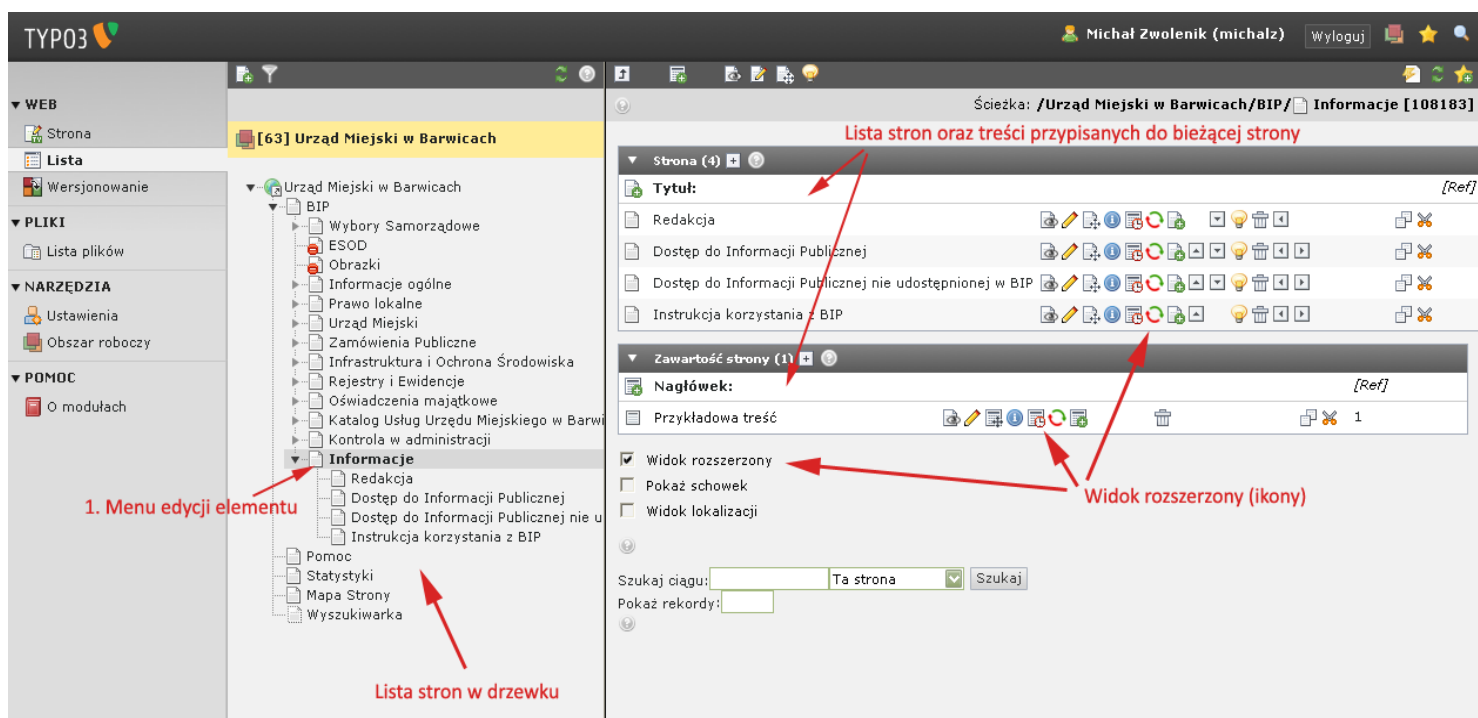 TYPO3
Michał Zwolenik (michalz) Wyloguj
WEB
Strona
Lista
Wersjonowanie
PLIKI
Lista plików
NARZĘDZIA
Ustawienia
Obszar roboczy
POMOC
O modułach
[63] Urząd Miejski w Barwicach
Urząd Miejski w Barwicach
BIP
Wybory Samorządowe
ESOD
Obrazki
Informacje ogólne
Prawo lokalne
Urząd Miejski
Zamówienia Publiczne
Infrastruktura i Ochrona Środowiska
Rejestry i Ewidencje
Oświadczenia majątkowe
Katalog Usług Urzędu Miejskiego w Barwi
Kontrola w administracji
Informacje
Redakcja
Dostęp do Informacji Publicznej
Dostęp do Informacji Publicznej nie u
Instrukcja korzystania z BIP
Pomoc
Statystyki
Mapa Strony
Wyszukiwarka
1. Menu edycji elementu
Lista stron w drzewku
Ścieżka: /Urząd Miejski w Barwicach/BIP/ Informacje [108183]
Lista stron oraz treści przypisanych do bieżącej strony
Strona (4)
Tytuł: [Ref]
Redakcja
Dostęp do Informacji Publicznej
Dostęp do Informacji Publicznej nie udostępnionej w BIP
Instrukcja korzystania z BIP
Zawartość strony (1)
Nagłówek: [Ref]
Przykładowa treść 1
Widok rozszerzony
Pokaż schowek
Widok lokalizacji
Widok rozszerzony (ikony)
Szukaj ciągu: Ta strona Szukaj
Pokaż rekordy: